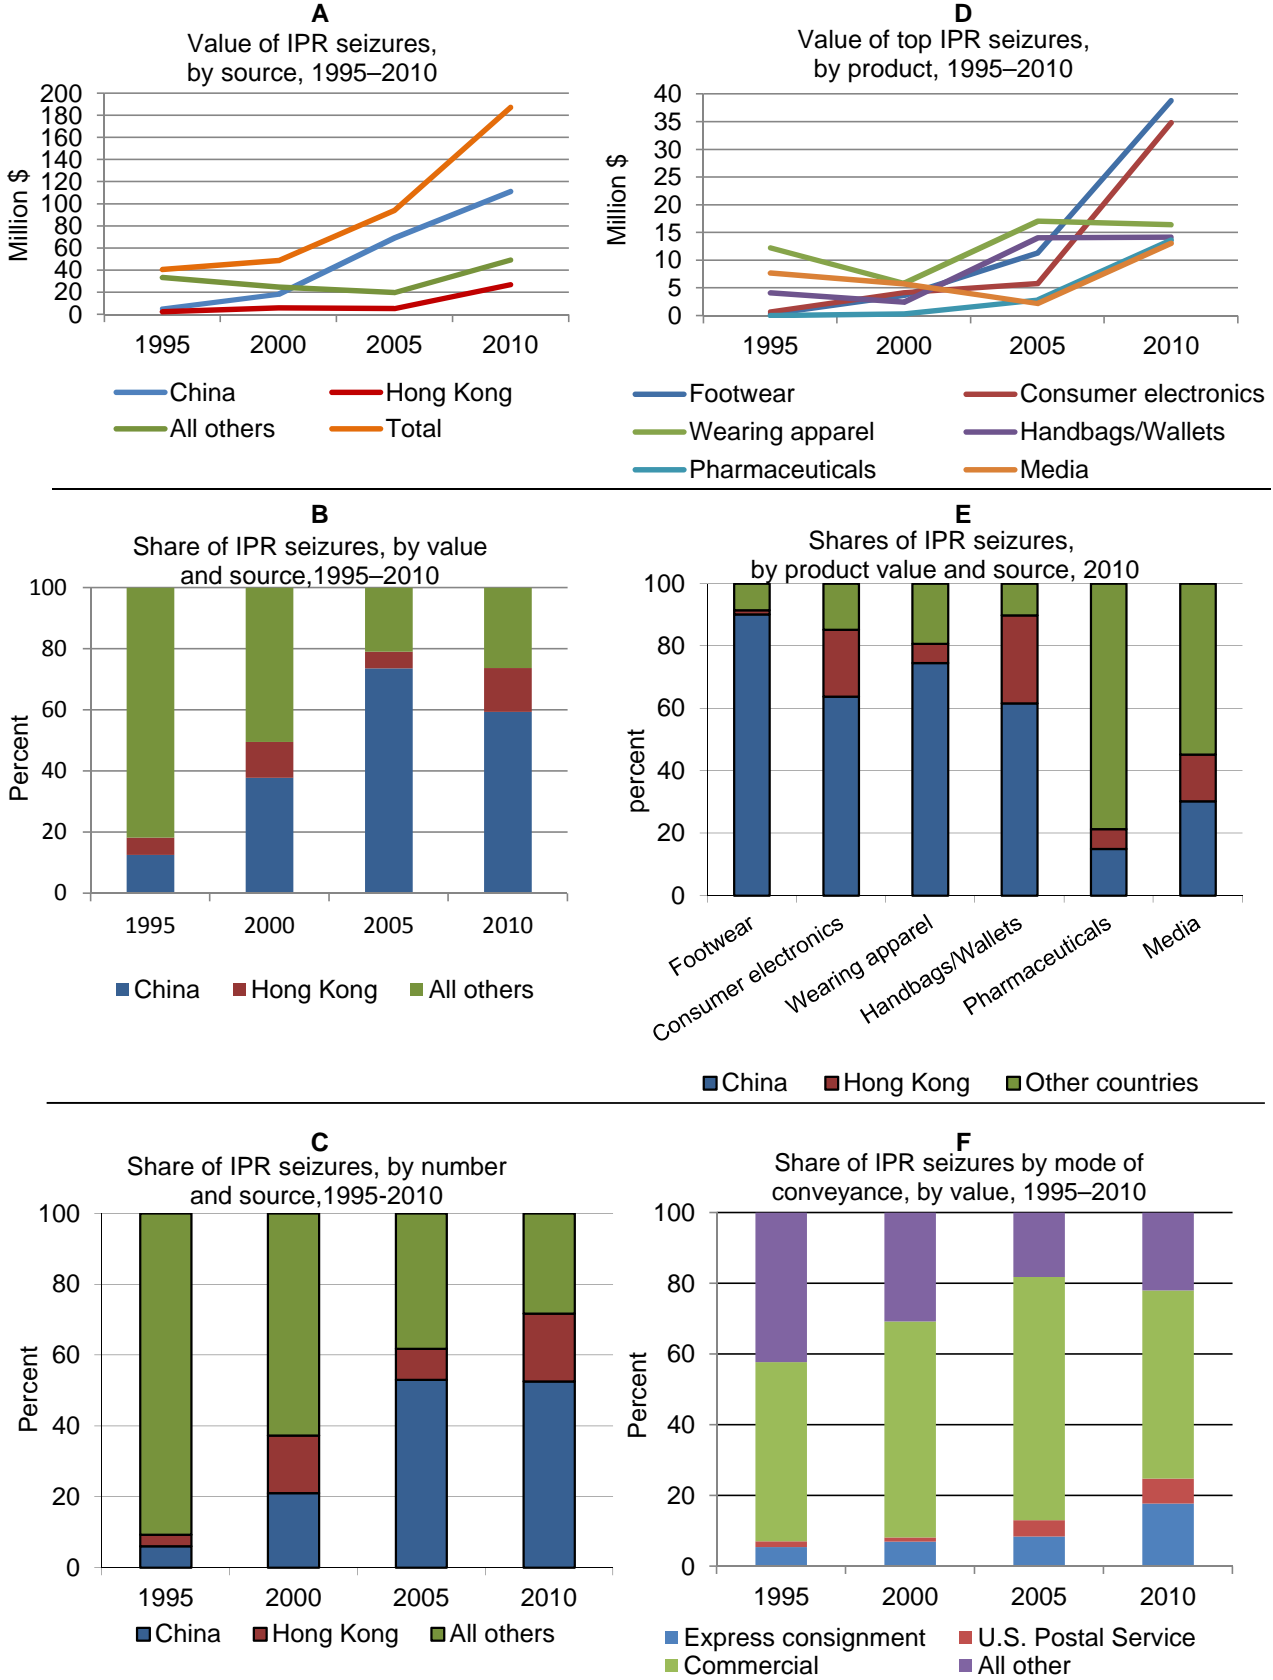 A
Value of IPR seizures,
by source, 1995–2010
200
180
160
140
120
100
80
60
40
20
0
Million $
1995 2000 2005 2010
China Hong Kong
All others Total
D
Value of top IPR seizures,
by product, 1995–2010
40
35
30
25
20
15
10
5
0
Million $
1995 2000 2005 2010
Footwear Consumer electronics
Wearing apparel Handbags/Wallets
Pharmaceuticals Media
B
Share of IPR seizures, by value
and source,1995–2010
100
80
60
40
20
0
Percent
1995 2000 2005 2010
China Hong Kong All others
E
Shares of IPR seizures,
by product value and source, 2010
100
80
60
40
20
0
percent
Footwear
Consumer electronics
Wearing apparel
Handbags/Wallets
Pharmaceuticals
Media
China Hong Kong Other countries
C
Share of IPR seizures, by number
and source,1995-2010
100
80
60
40
20
0
Percent
1995 2000 2005 2010
China Hong Kong All others
F
Share of IPR seizures by mode of
conveyance, by value, 1995–2010
100
80
60
40
20
0
Percent
1995 2000 2005 2010
Express consignment U.S. Postal Service
Commercial All other